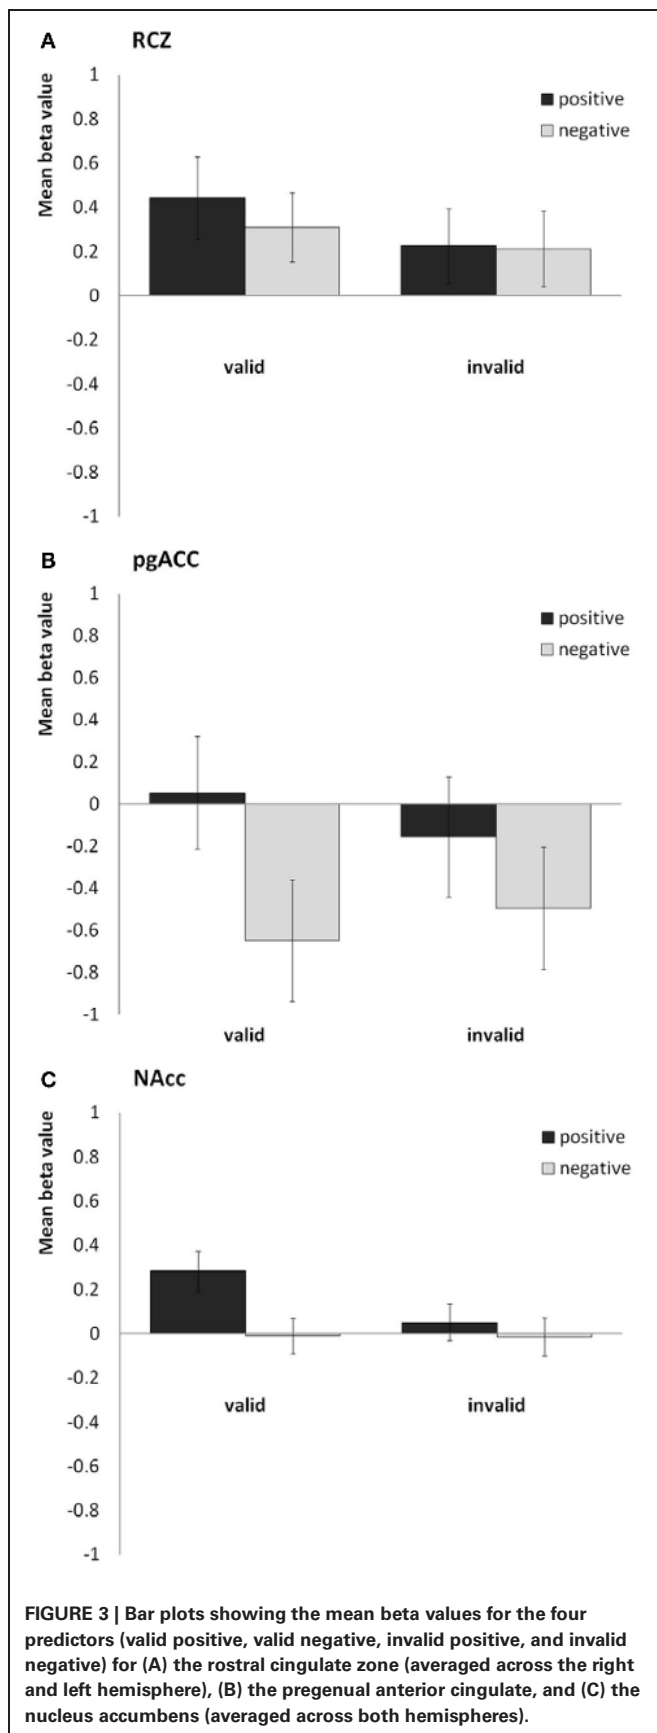 A RCZ
Mean beta value
1
0.8
0.6
0.4
0.2
0
-0.2
-0.4
-0.6
-0.8
-1
positive
negative
valid invalid
B pgACC
Mean beta value
1
0.8
0.6
0.4
0.2
0
-0.2
-0.4
-0.6
-0.8
-1
positive
negative
valid invalid
C NAcc
Mean beta value
1
0.8
0.6
0.4
0.2
0
-0.2
-0.4
-0.6
-0.8
-1
positive
negative
valid invalid
FIGURE 3 | Bar plots showing the mean beta values for the four
predictors (valid positive, valid negative, invalid positive, and invalid
negative) for (A) the rostral cingulate zone (averaged across the right
and left hemisphere), (B) the pregenual anterior cingulate, and (C) the
nucleus accumbens (averaged across both hemispheres).